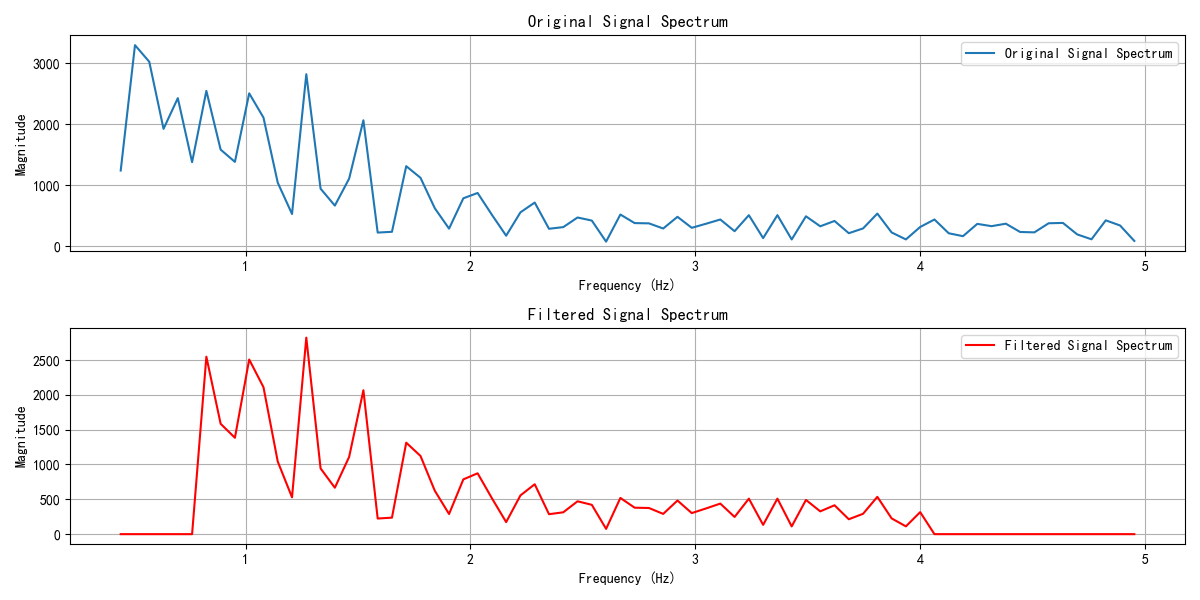 Original Signal Spectrum
Original Signal Spectrum
Magnitude
3000
2000
1000
0
1 2 3 4 5
Frequency (Hz)
Filtered Signal Spectrum
Filtered Signal Spectrum
Magnitude
2500
2000
1500
1000
500
0
1 2 3 4 5
Frequency (Hz)